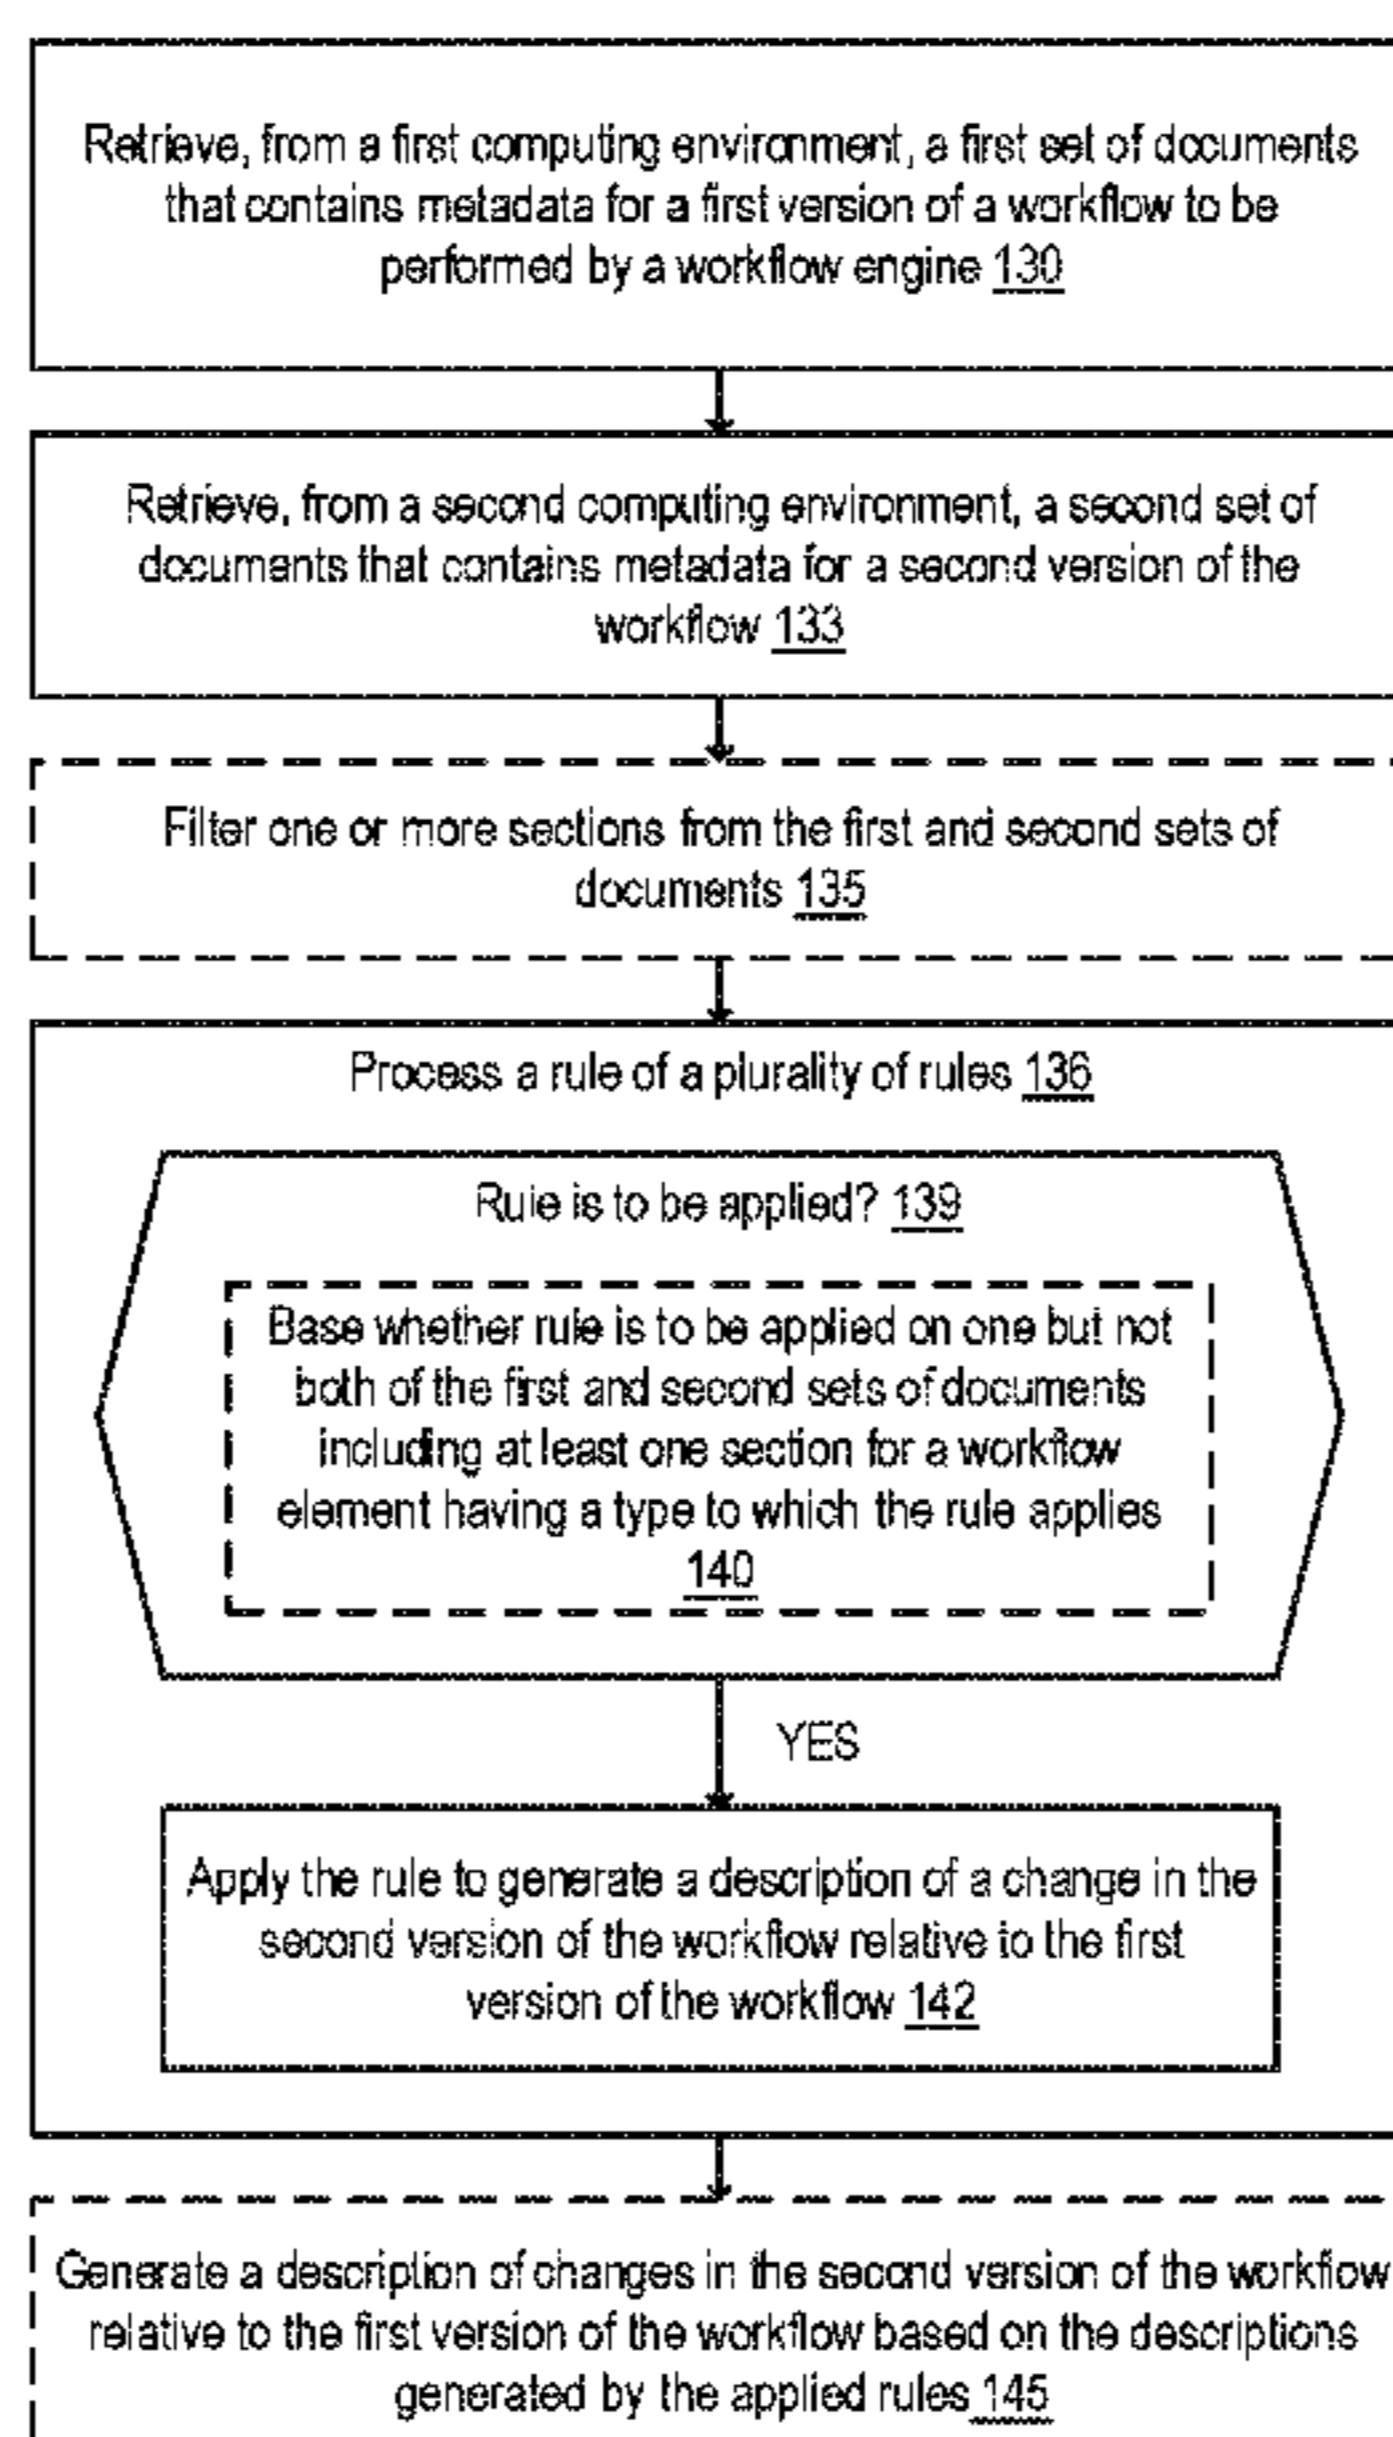 Retrieve, from a first computing environment, a first set of documents
that contains metadata for a first version of a workflow to be
performed by a workflow engine 130
Retrieve, from a second computing environment, a second set of
documents that contains metadata for a second version of the
workflow 133
Filter one or more sections from the first and second sets of
documents 135
Process a rule of a plurality of rules 136
Rule is to be applied? 139
Base whether rule is to be applied on one but not
both of the first and second sets of documents
including at least one section for a workflow
element having a type to which the rule applies
140
YES
Apply the rule to generate a description of a change in the
second version of the workflow relative to the first
version of the workflow 142
Generate a description of changes in the second version of the workflow
relative to the first version of the workflow based on the descriptions
generated by the applied rules 145